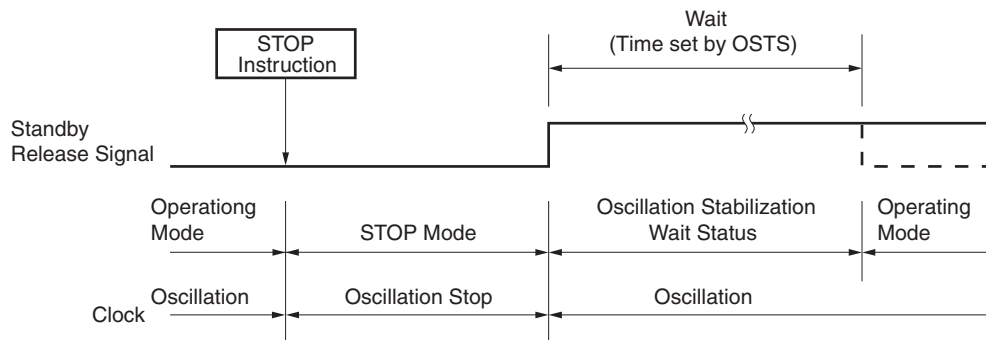 Wait
(Time set by OSTS)
STOP
Instruction
Standby
Release Signal
Operationg
Mode
STOP Mode
Oscillation Stabilization
Wait Status
Operating
Mode
Clock
Oscillation
Oscillation Stop
Oscillation